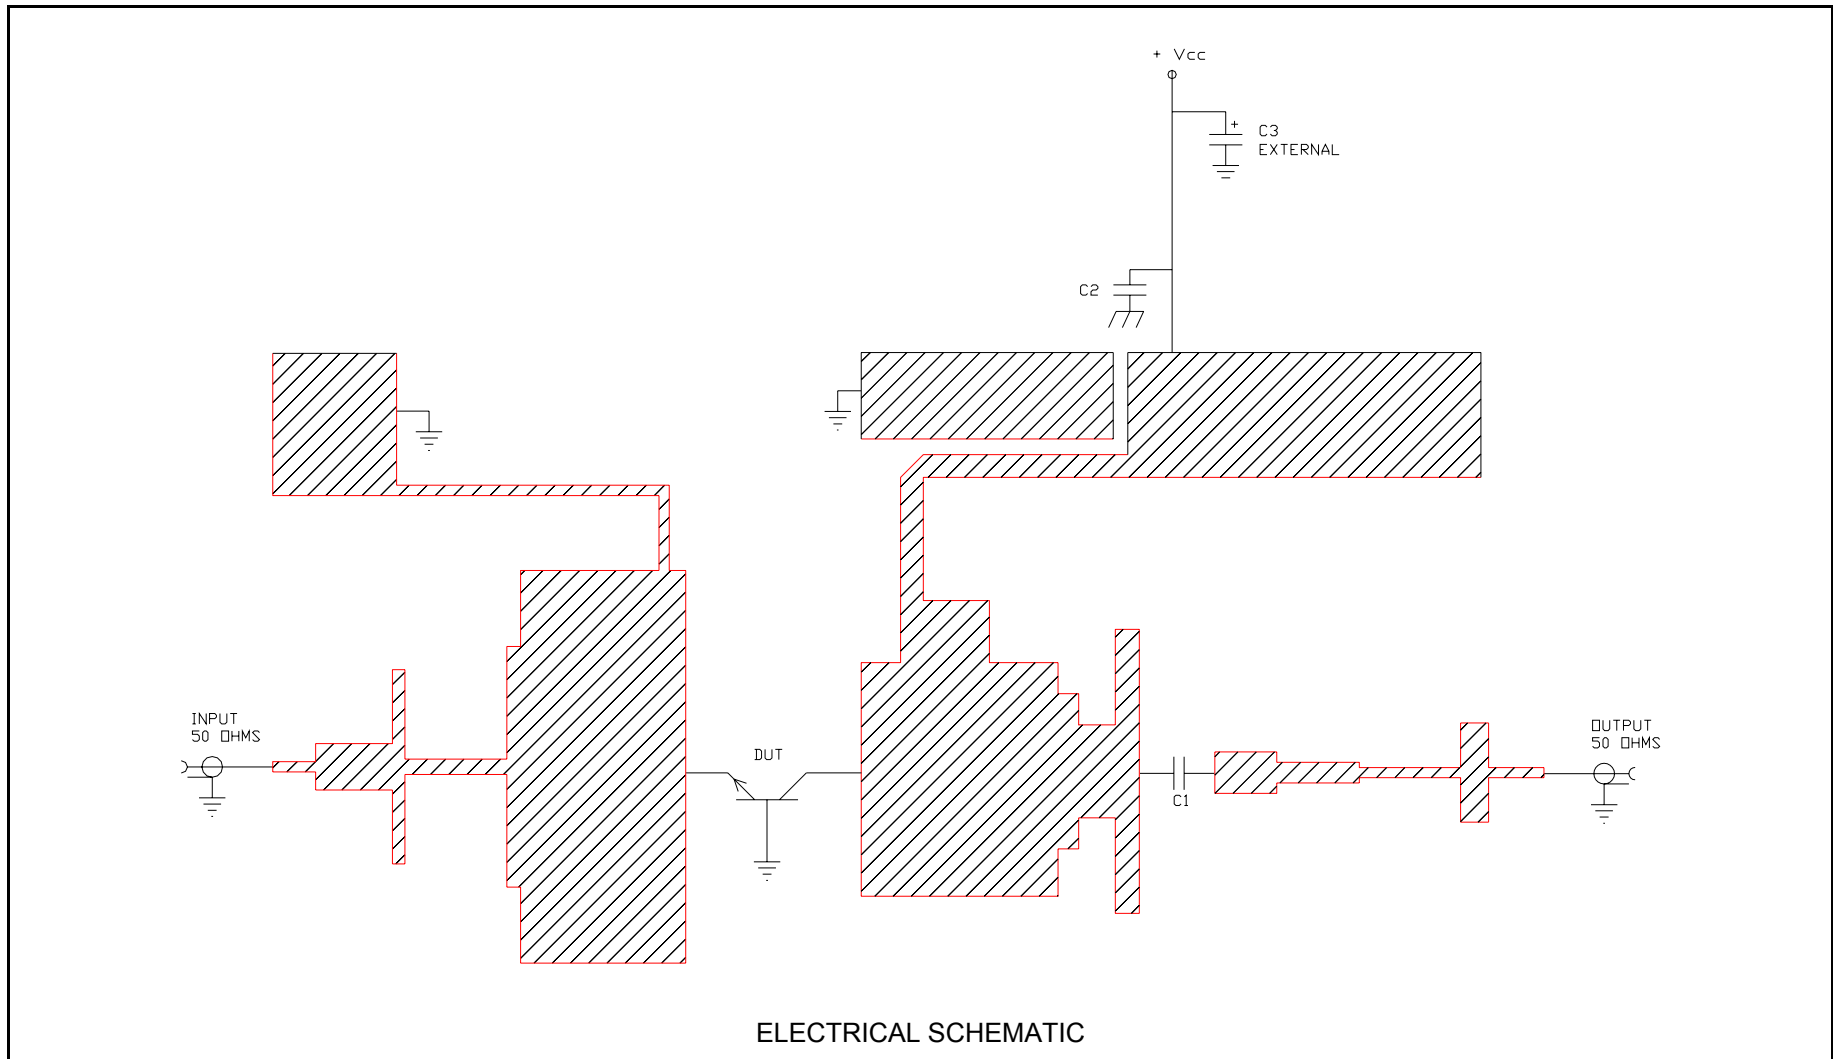 + Vcc
+ C3
EXTERNAL
C2
INPUT
50 OHMS
DUT
OUTPUT
50 OHMS
C1
ELECTRICAL SCHEMATIC